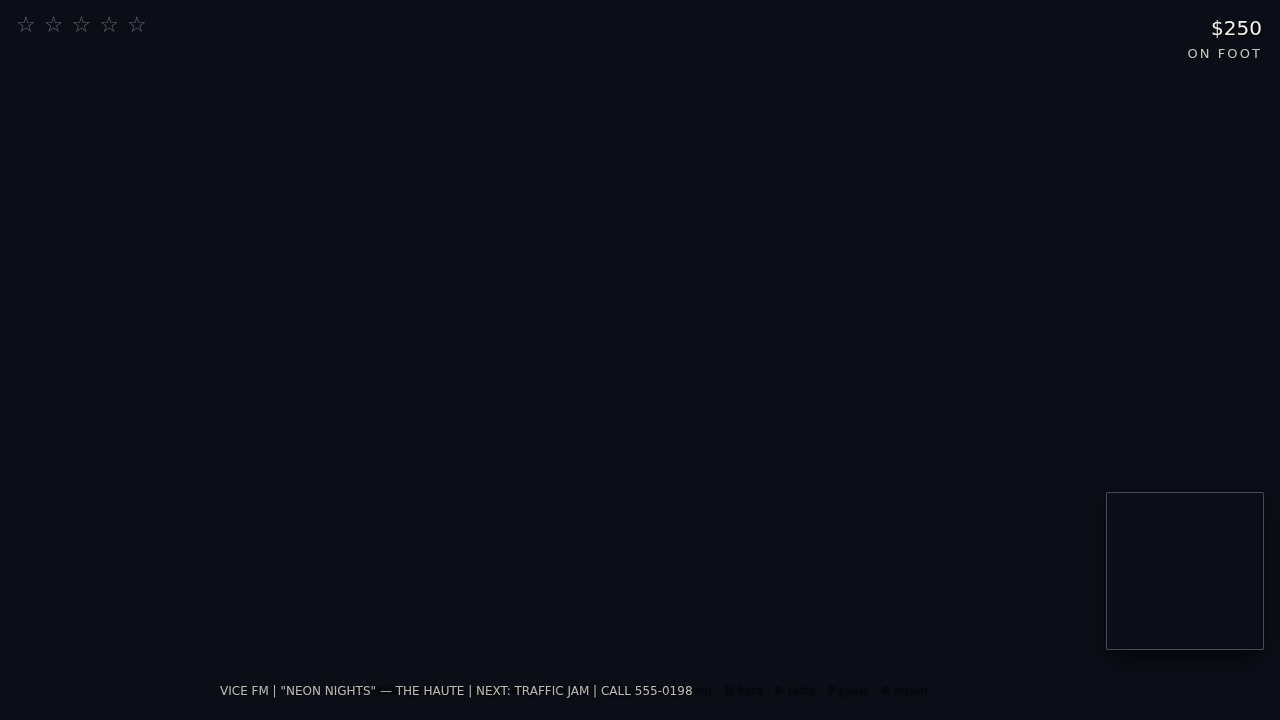 ☆ ☆ ☆ ☆ ☆
$250
ON FOOT
VICE FM | "NEON NIGHTS" — THE HAUTE | NEXT: TRAFFIC JAM | CALL 555-0198 H horn R radio P pause R restart